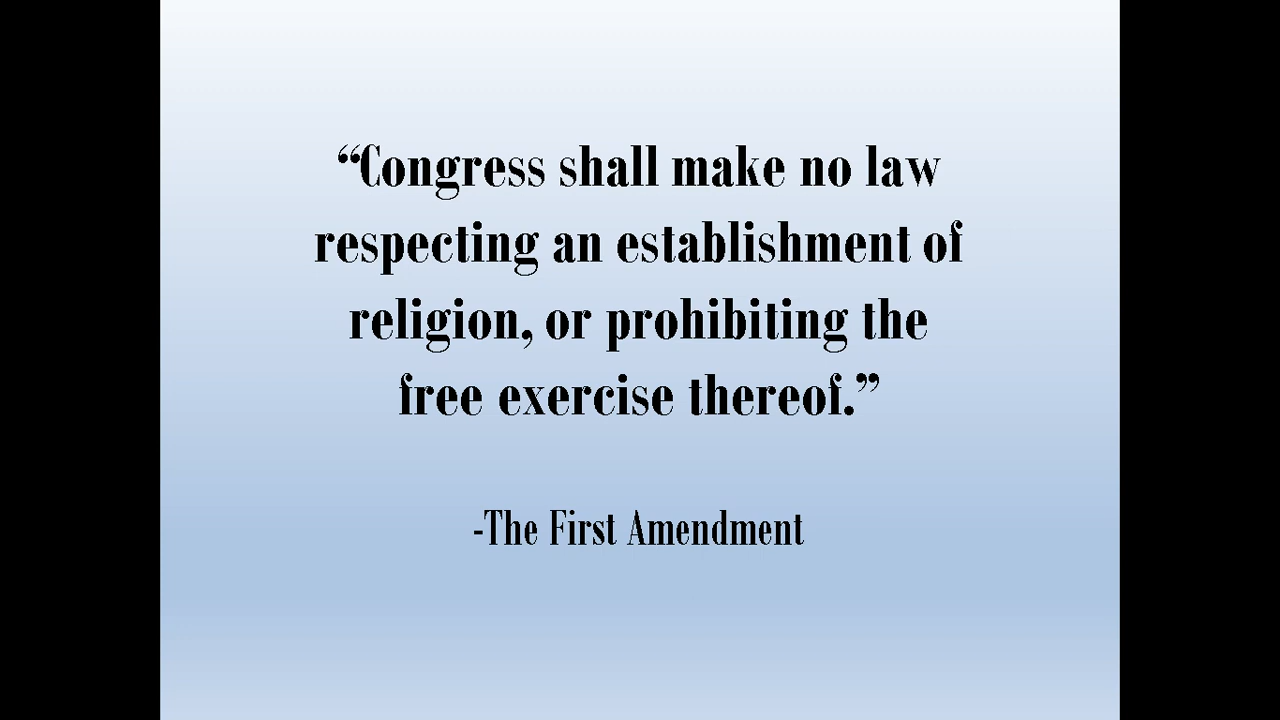 “Congress shall make no law
respecting an establishment of
religion, or prohibiting the
free exercise thereof.”
-The First Amendment